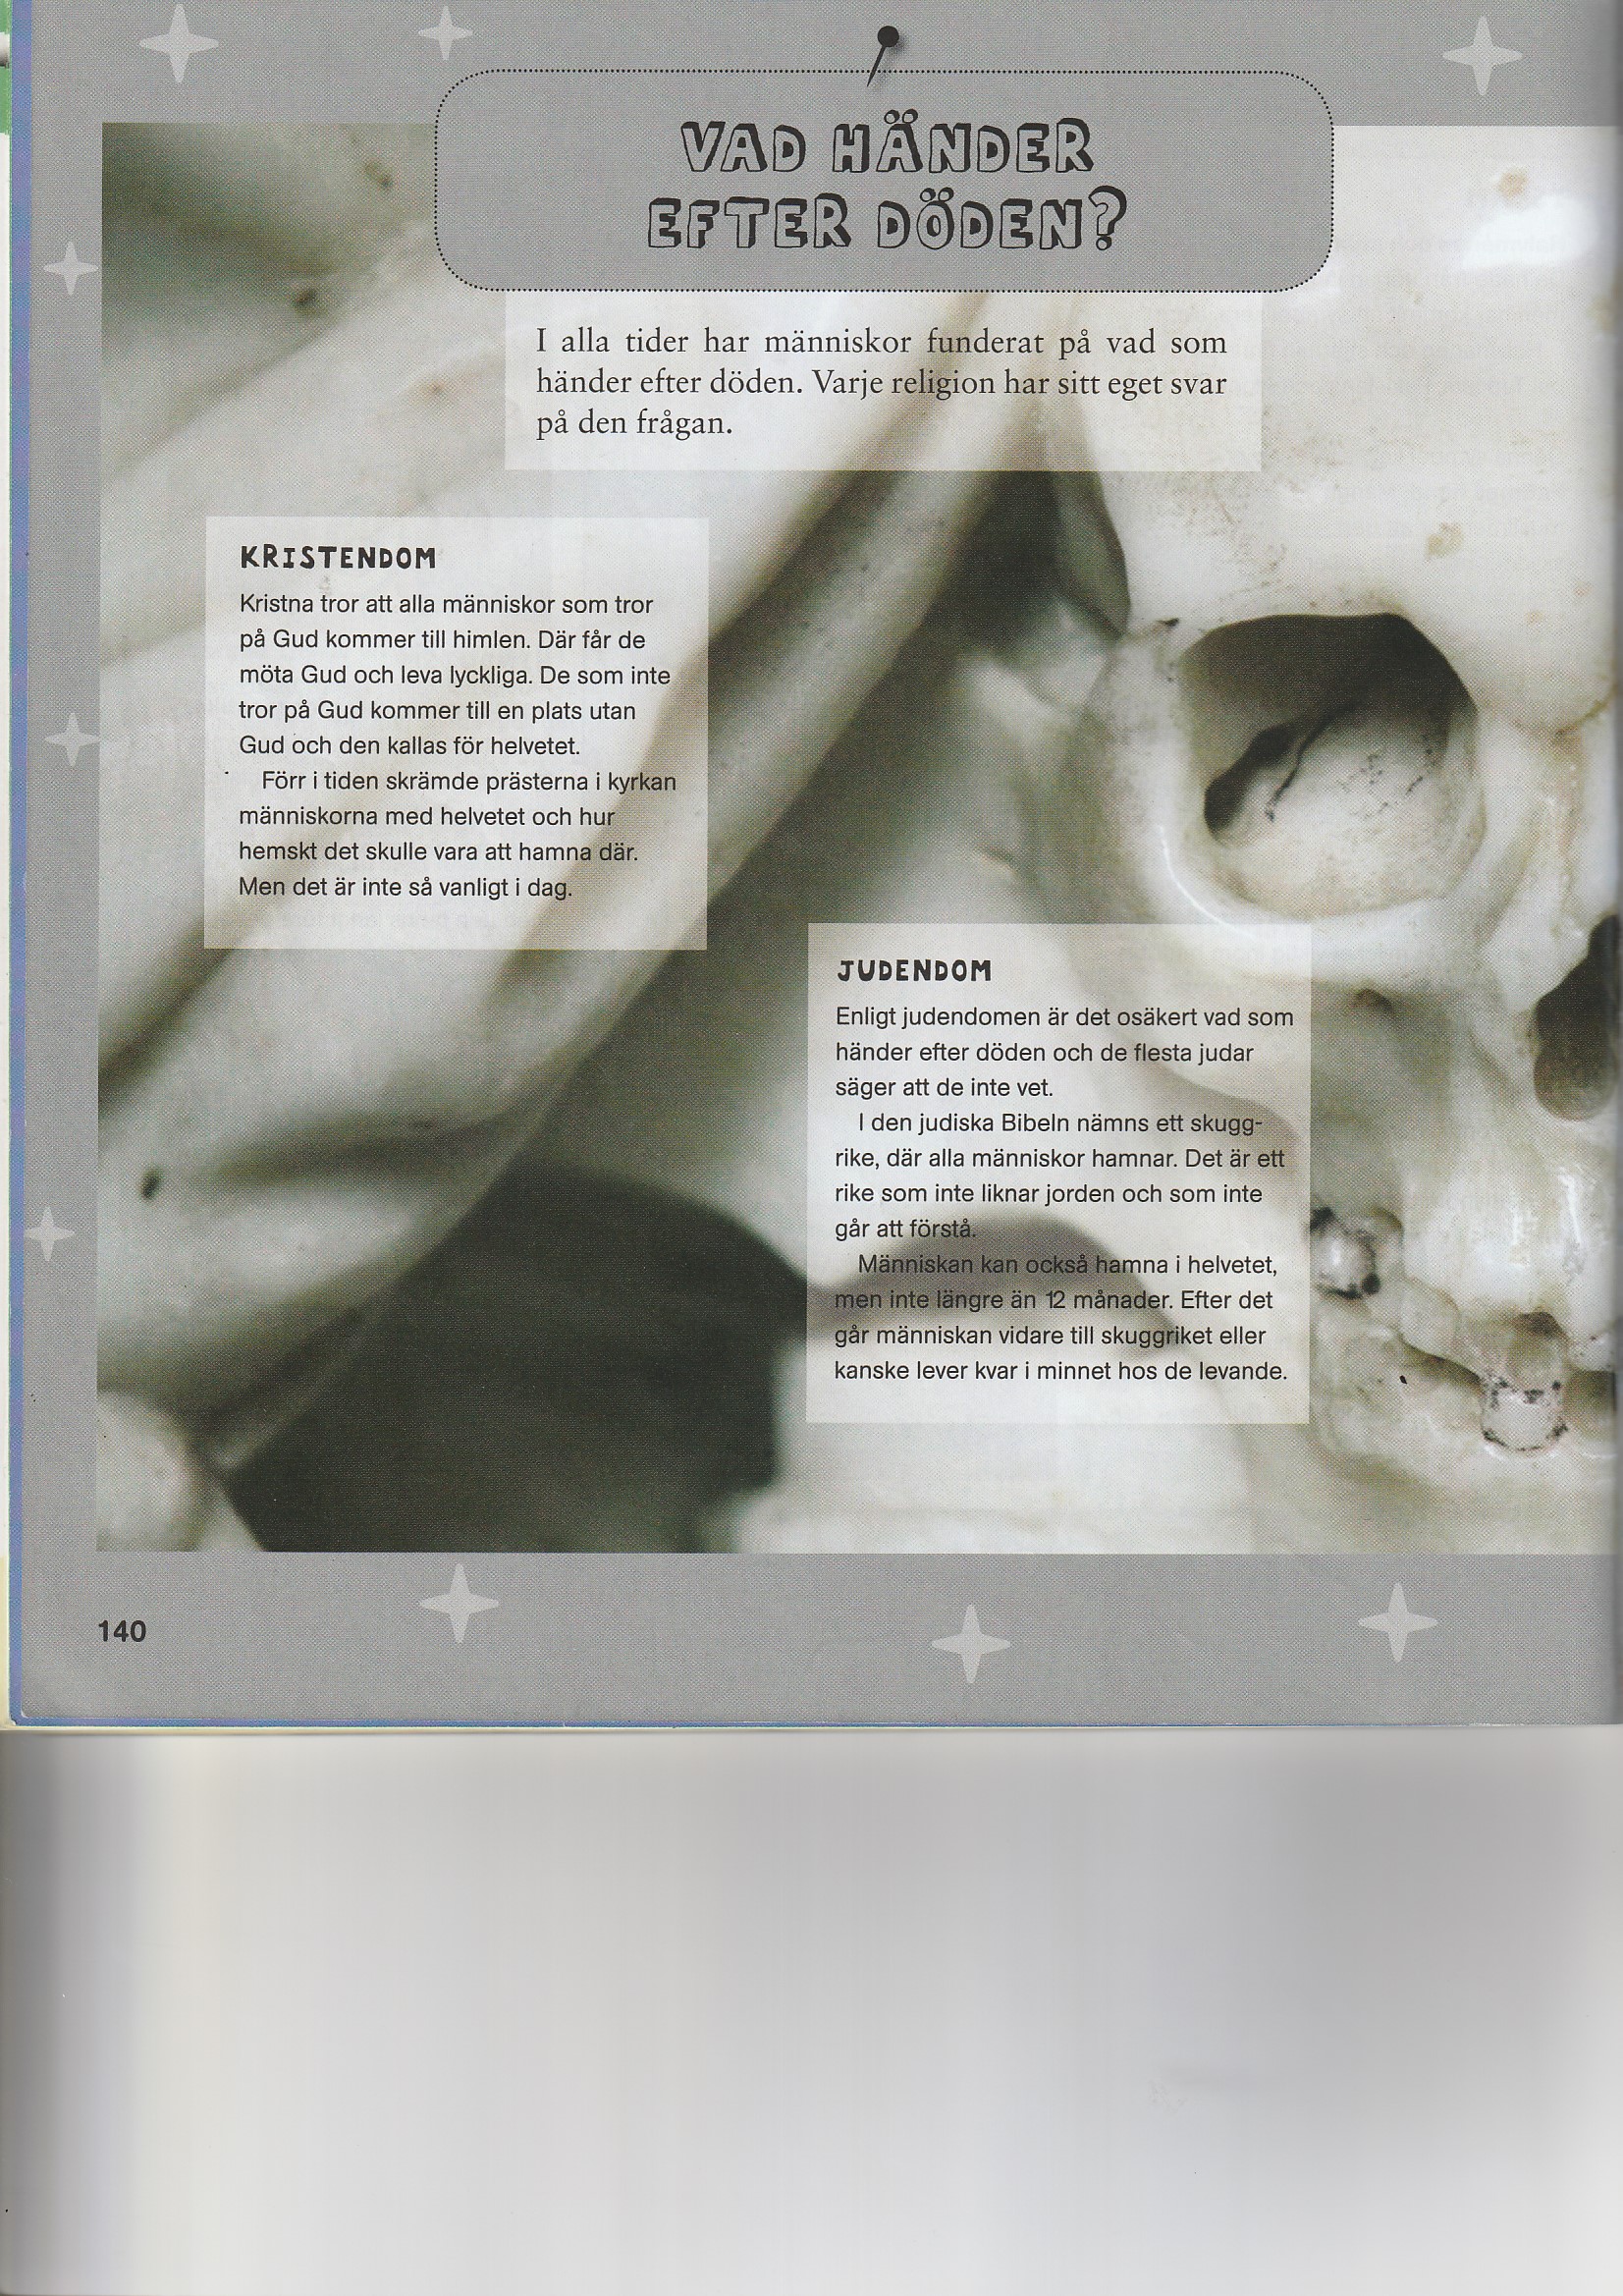 VAD HÄNDER
EFTER DÖDEN?
I alla tider har människor funderat på vad som
händer efter döden. Varje religion har sitt eget svar
på den frågan.
KRISTENDOM
Kristna tror att alla människor som tror
på Gud kommer till himlen. Där får de
möta Gud och leva lyckliga. De som inte
tror på Gud kommer till en plats utan
Gud och den kallas för helvetet.
Förr i tiden skrämde prästerna i kyrkan
människorna med helvetet och hur
hemskt det skulle vara att hamna där.
Men det är inte så vanligt i dag.
JUDENDOM
Enligt judendomen är det osäkert vad som
händer efter döden och de flesta judar
säger att de inte vet.
I den judiska Bibeln nämns ett skugg-
rike, där alla människor hamnar. Det är ett
rike som inte liknar jorden och som inte
går att förstå.
Människan kan också hamna i helvetet,
men inte längre än 12 månader. Efter det
går människan vidare till skuggriket eller
kanske lever kvar i minnet hos de levande.
140